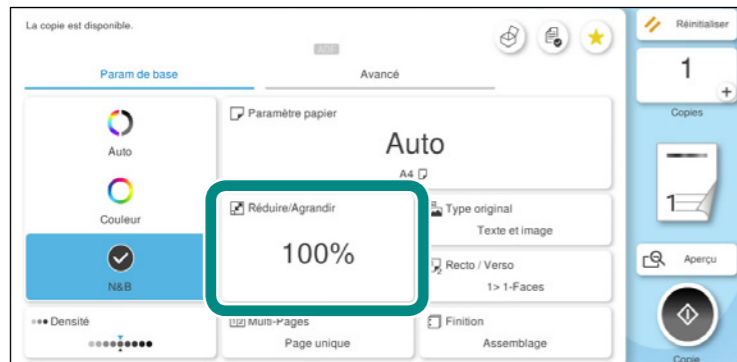 La copie est disponible.
ADF
Réinitialiser
Param de base
Avancé
1
+
Copies
Auto
Paramètre papier
Auto
A4
Couleur
Réduire/Agrandir
100%
Type original
Texte et image
1
N&B
Recto / Verso
1> 1-Faces
Aperçu
Densité
Multi-Pages
Page unique
Finition
Assemblage
Copie